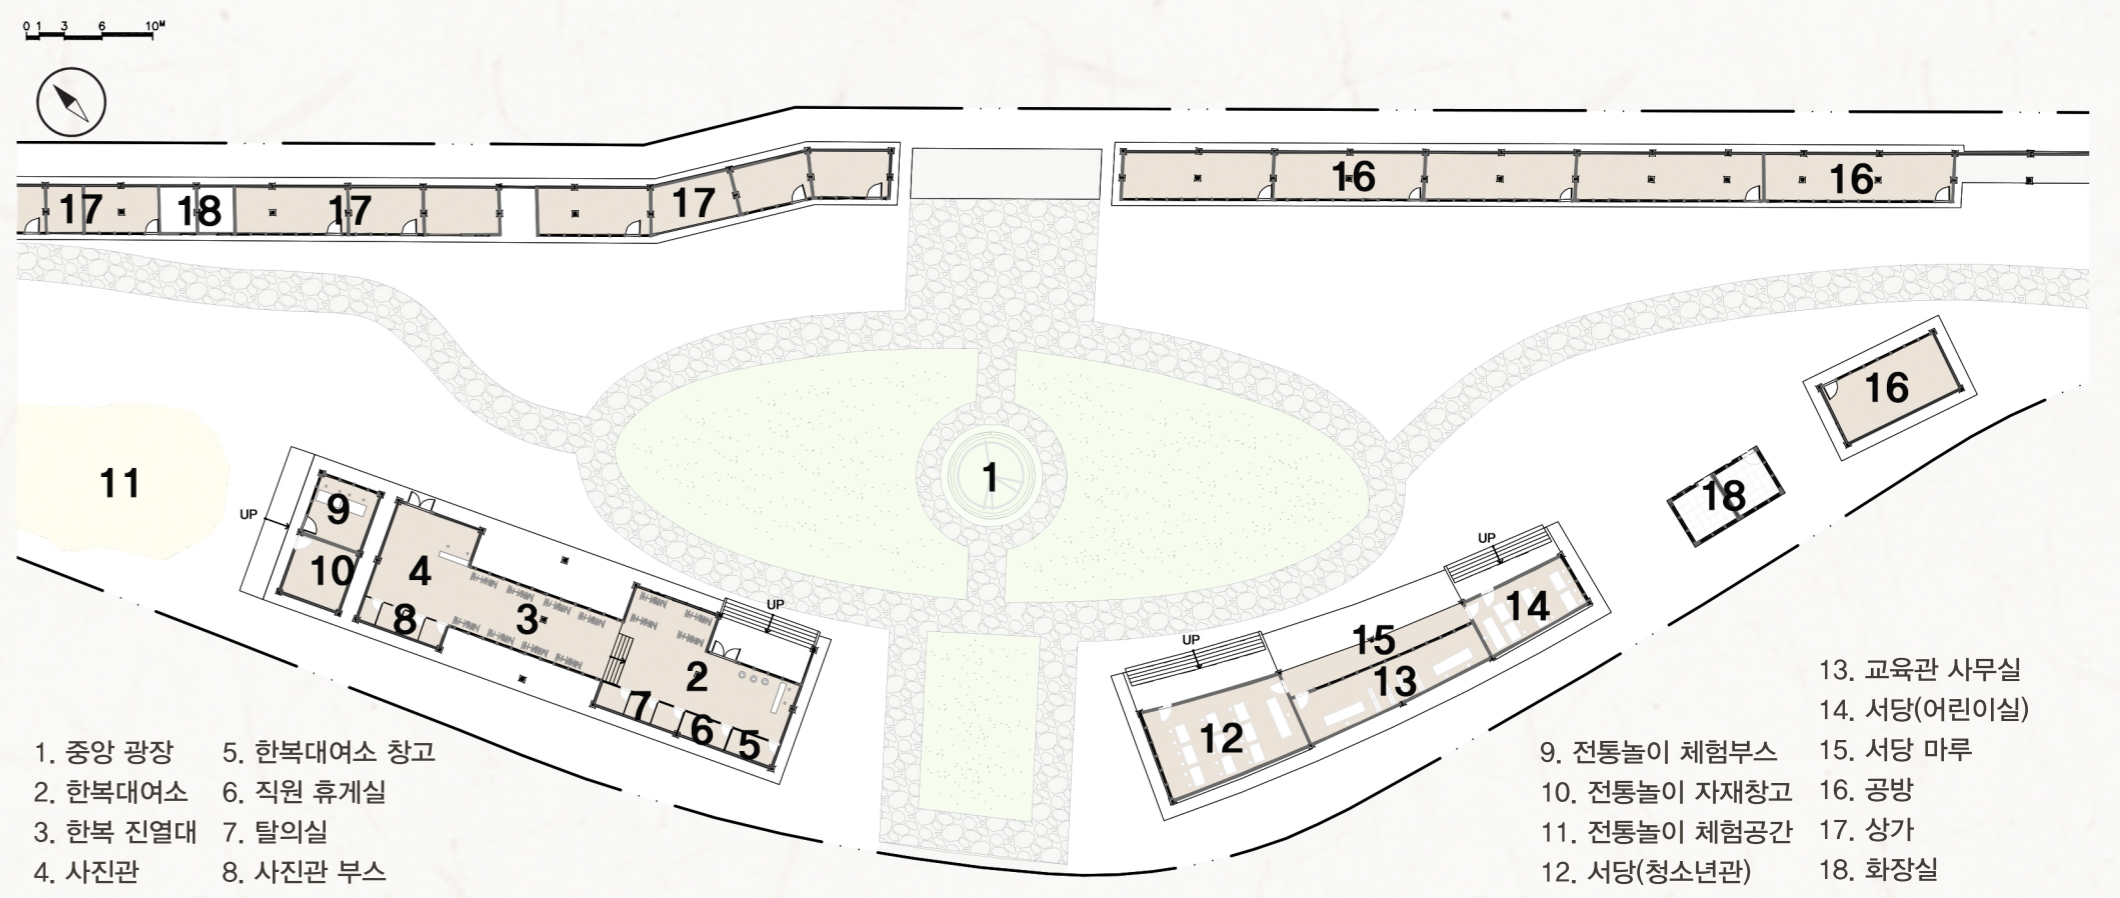 0 1 3 6 10M
16
16
17
18
17
17
16
11
1
18
9
UP
10
4
8
3
UP
UP
14
UP
15
2
13
7
6
5
12
1. 중앙 광장
2. 한복대여소
3. 한복 진열대
4. 사진관
5. 한복대여소 창고
6. 직원 휴게실
7. 탈의실
8. 사진관 부스
9. 전통놀이 체험부스
10. 전통놀이 자재창고
11. 전통놀이 체험공간
12. 서당(청소년관)
13. 교육관 사무실
14. 서당(어린이실)
15. 서당 마루
16. 공방
17. 상가
18. 화장실